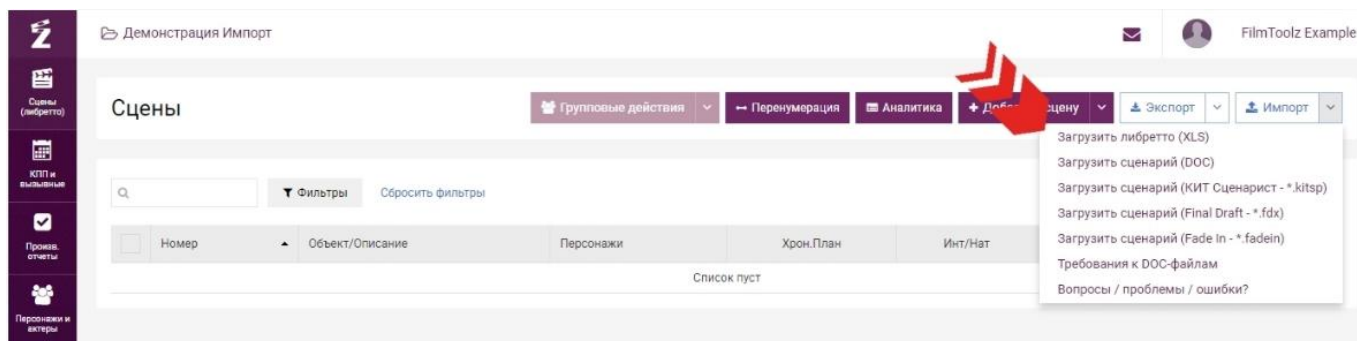 Демонстрация Импорт
FilmToolz Example
Сцены
(либретто)
КПП и
вызывные
Произв.
отчеты
Персонажи и
актеры
Сцены
Групповые действия
Перенумерация
Аналитика
сцену
Экспорт
Импорт
Загрузить либретто (XLS)
Загрузить сценарий (DOC)
Загрузить сценарий (КИТ Сценарист - *.kitsp)
Загрузить сценарий (Final Draft - *.fdx)
Загрузить сценарий (Fade In - *.fadein)
Требования к DOC-файлам
Вопросы / проблемы / ошибки?
Фильтры
Сбросить фильтры
Номер
Объект/Описание
Персонажи
Хрон.План
Инт/Нат
Список пуст